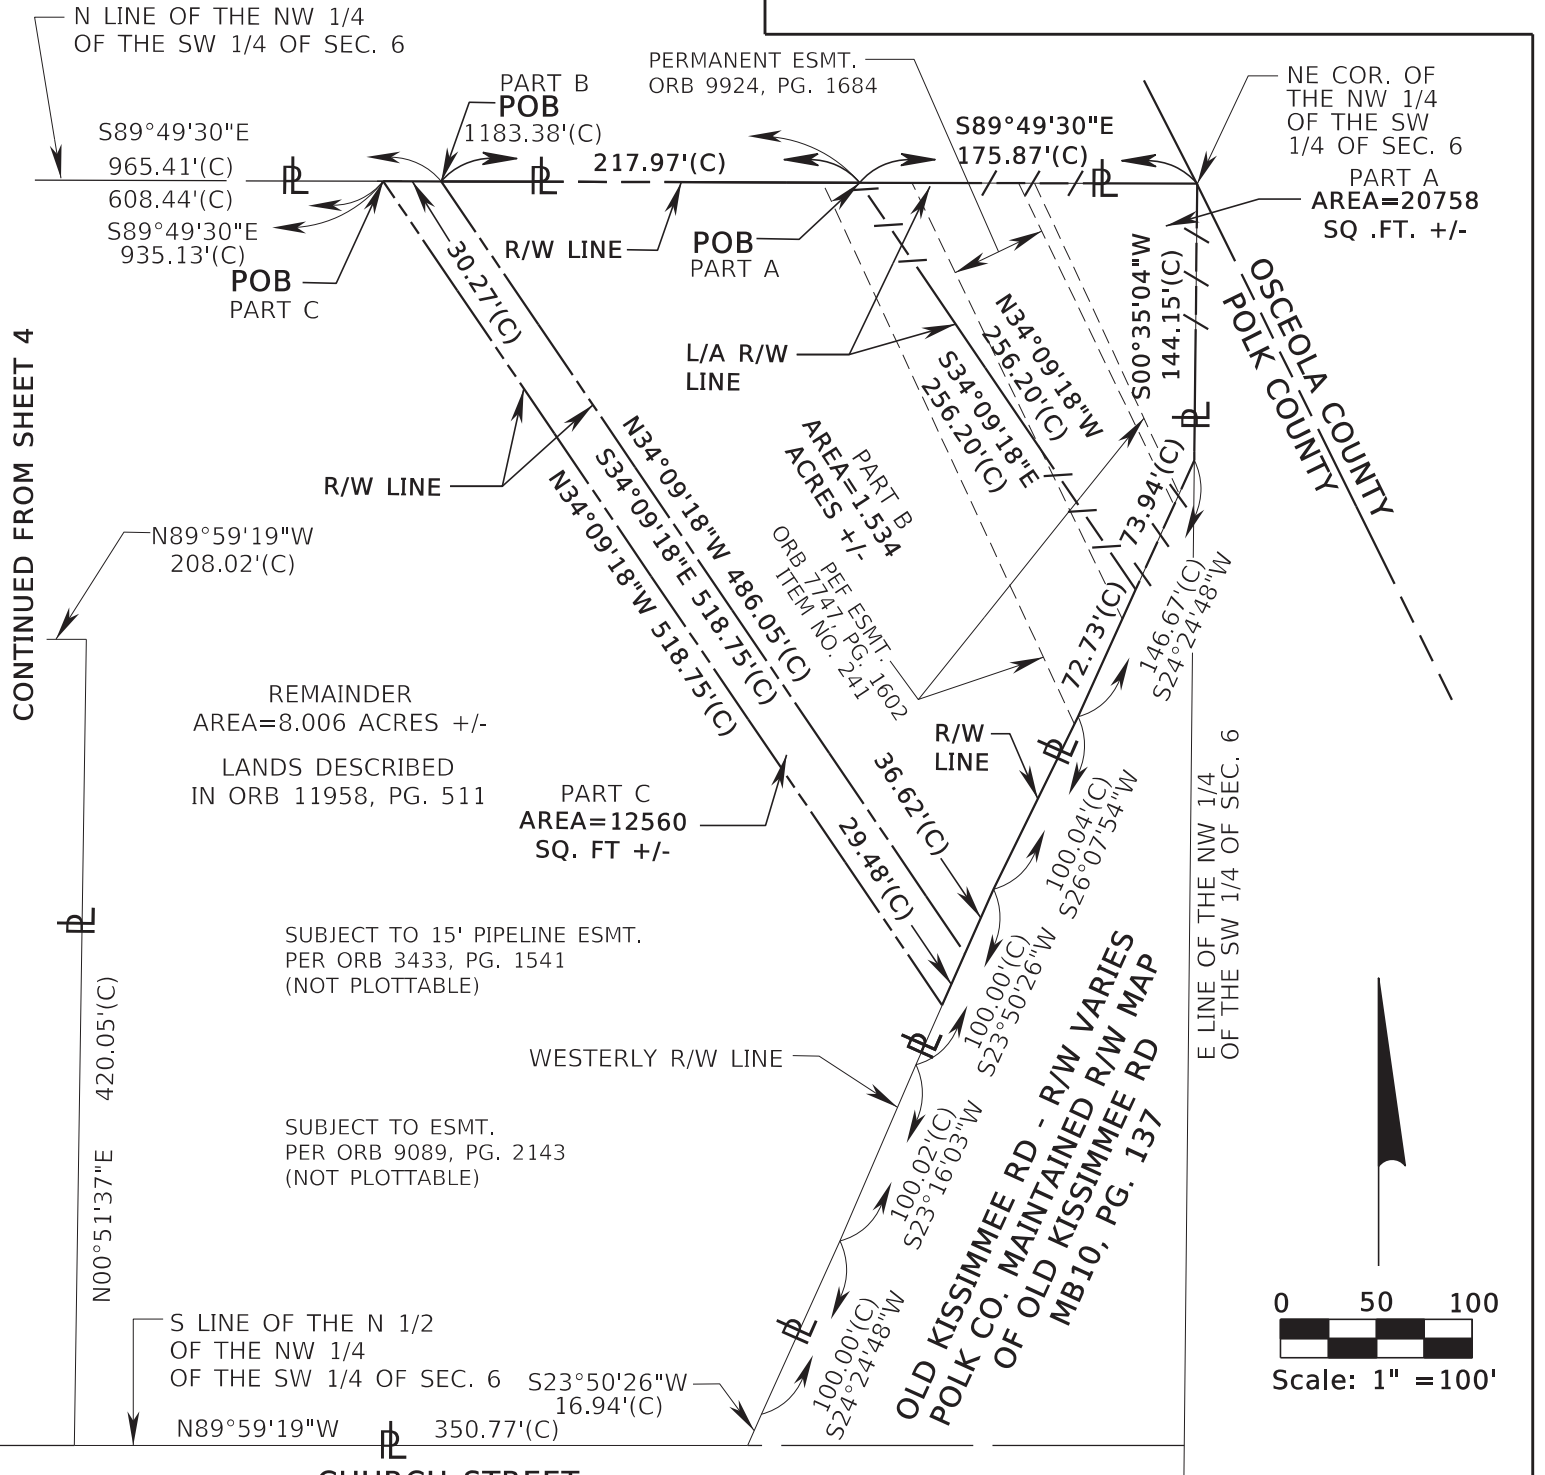 N LINE OF THE NW 1/4
OF THE SW 1/4 OF SEC. 6
PART B
POB
1183.38'(C)
PERMANENT ESMT.
ORB 9924, PG. 1684
NE COR. OF
THE NW 1/4
OF THE SW
1/4 OF SEC. 6
S89°49'30"E
965.41'(C)
608.44'(C)
S89°49'30"E
935.13'(C)
PL
PL
217.97'(C)
S89°49'30"E
175.87'(C)
PL
PART A
AREA=20758
SQ .FT. +/-
POB
PART C
R/W LINE
POB
PART A
30.27'(C)
L/A R/W
LINE
N34°09'18"W
256.20'(C)
S34°09'18"E
256.20'(C)
S00°35'04"W
144.15'(C)
PL
OSCEOLA COUNTY
POLK COUNTY
CONTINUED FROM SHEET 4
R/W LINE
N34°09'18"W 486.05'(C)
S34°09'18"E 518.75'(C)
N34°09'18"W 518.75'(C)
PART B
AREA=1.534
ACRES +/-
PEF ESMT.
ORB 7747, PG. 1602
ITEM NO. 241
73.94'(C)
72.73'(C)
146.67'(C)
S24°24'48"W
N89°59'19"W
208.02'(C)
REMAINDER
AREA=8.006 ACRES +/-
LANDS DESCRIBED
IN ORB 11958, PG. 511
PART C
AREA=12560
SQ. FT +/-
R/W
LINE
PL
36.62'(C)
29.48'(C)
100.04'(C)
S26°07'54"W
E LINE OF THE NW 1/4
OF THE SW 1/4 OF SEC. 6
PL
SUBJECT TO 15' PIPELINE ESMT.
PER ORB 3433, PG. 1541
(NOT PLOTTABLE)
100.00'(C)
S23°50'26"W
PL
WESTERLY R/W LINE
N00°51'37"E 420.05'(C)
SUBJECT TO ESMT.
PER ORB 9089, PG. 2143
(NOT PLOTTABLE)
100.02'(C)
S23°16'03"W
OLD KISSIMMEE RD - R/W VARIES
POLK CO. MAINTAINED R/W MAP
OF OLD KISSIMMEE RD
MB10, PG. 137
PL
100.00'(C)
S24°24'48"W
S LINE OF THE N 1/2
OF THE NW 1/4
OF THE SW 1/4 OF SEC. 6
S23°50'26"W
16.94'(C)
0 50 100
Scale: 1" =100'
N89°59'19"W PL 350.77'(C)
CHURCH STREET